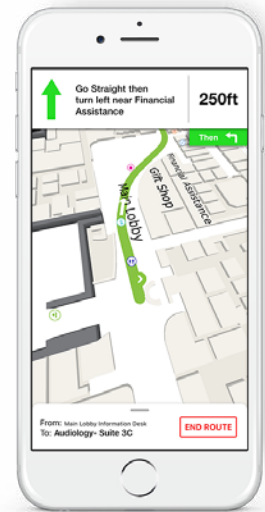 Go Straight then
turn left near Financial
Assistance
250ft
Then
Financial Assistance
Gift Shop
Main Lobby
From: Main Lobby Information Desk
To: Audiology- Suite 3C
END ROUTE